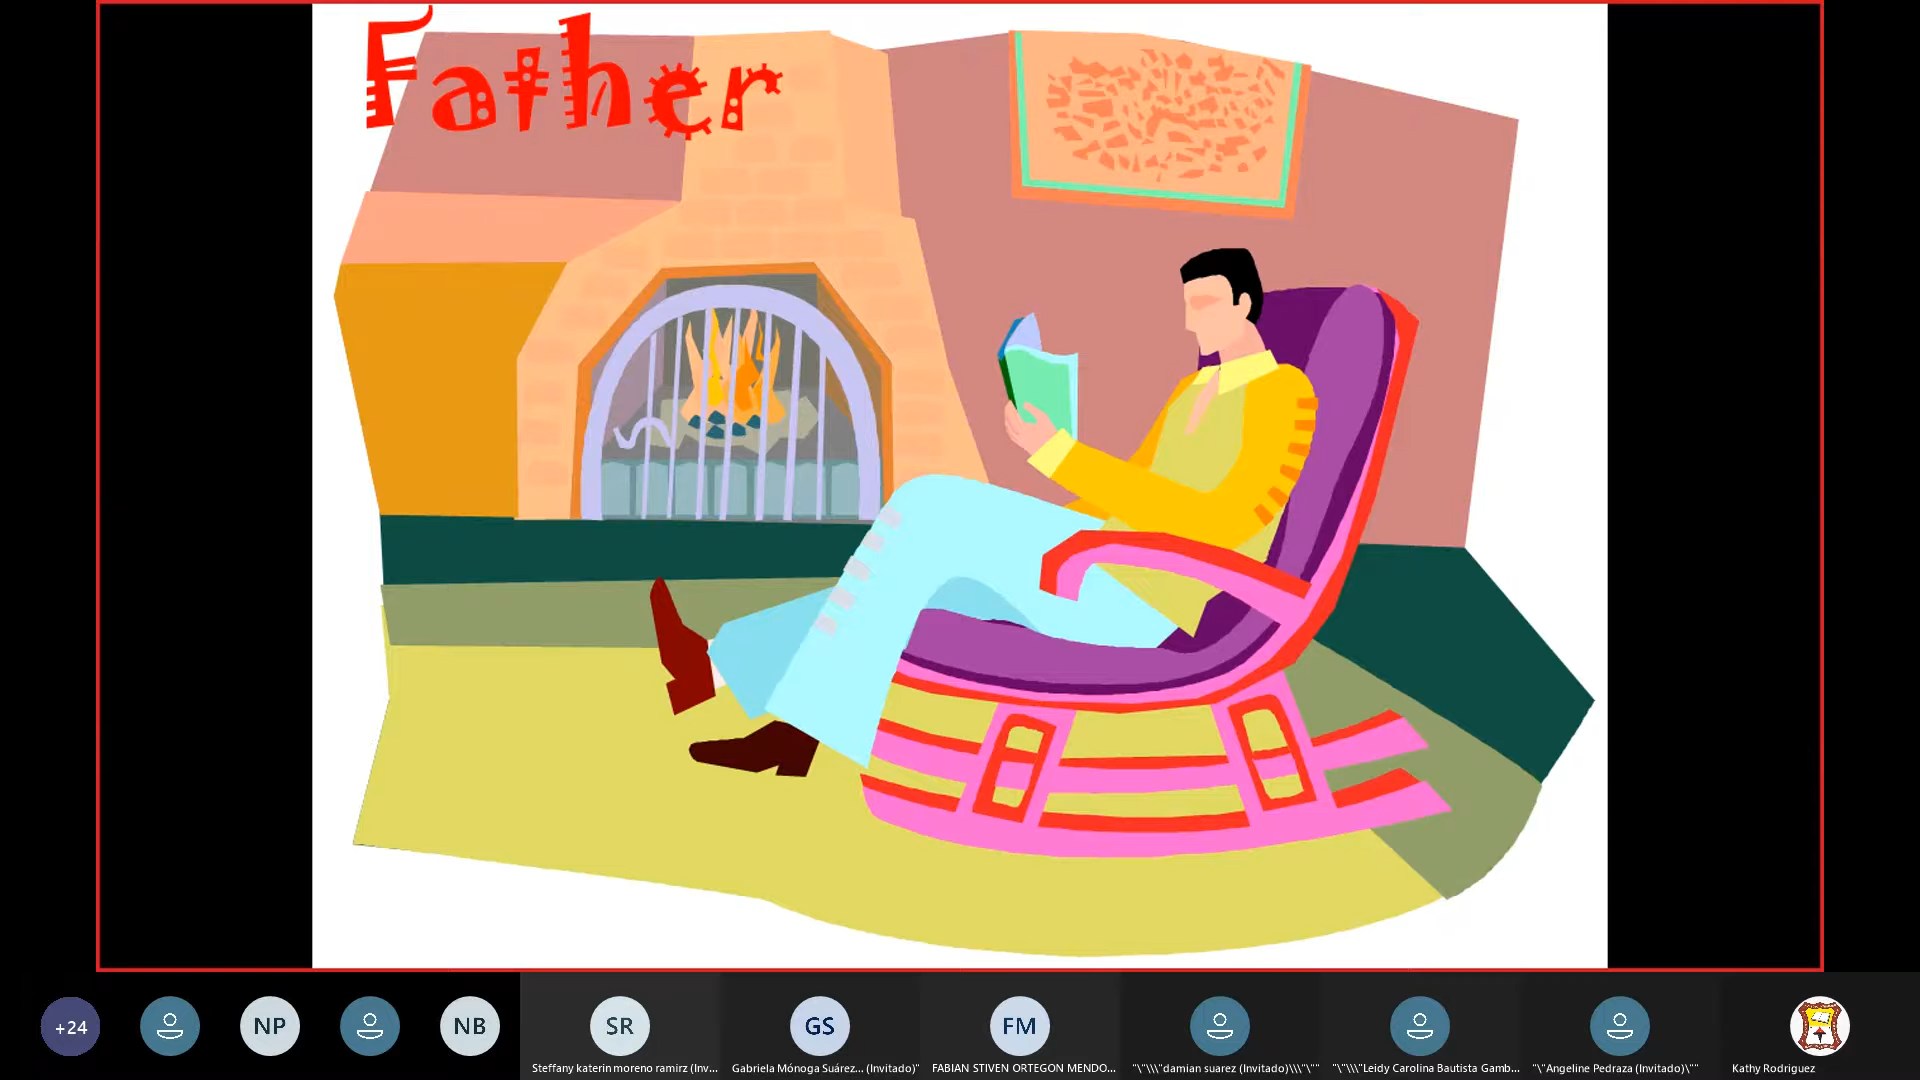 Father
+24
NP
NB
SR
GS
FM
Steffany katerin moreno ramirz (Inv...
Gabriela Mónoga Suárez... (Invitado)"
FABIAN STIVEN ORTEGON MENDO...
"\"\\\"damian suarez (Invitado)\\\"\""
"\"\\\"Leidy Carolina Bautista Gamb...
"\"Angeline Pedraza (Invitado)\""
Kathy Rodriguez